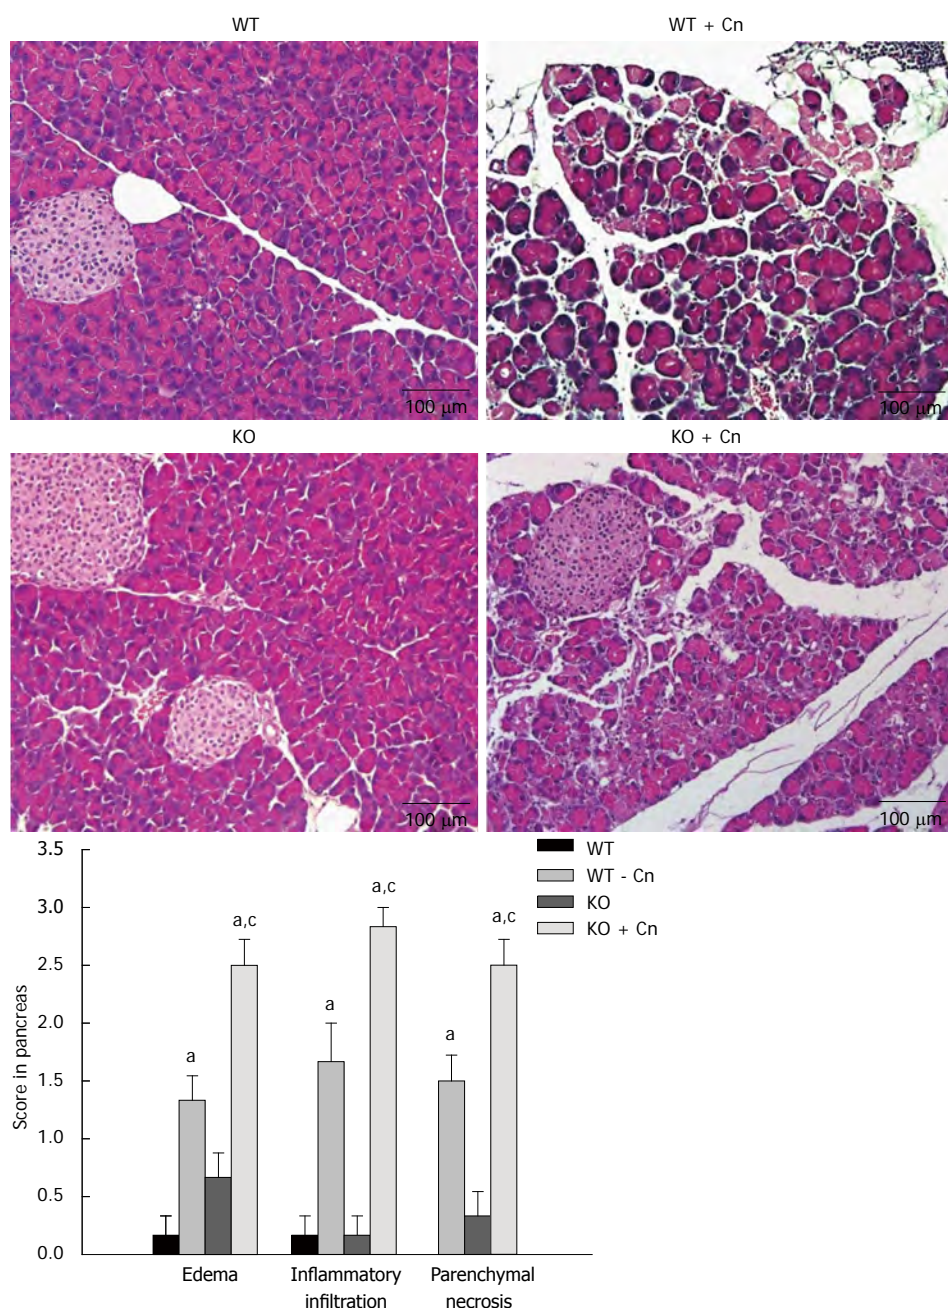 WT
WT + Cn
100 μm
100 μm
KO
KO + Cn
100 μm
100 μm
Score in pancreas
3.5
3.0
2.5
2.0
1.5
1.0
0.5
0.0
a
a,c
a
a,c
a
a,c
Edema
Inflammatory
infiltration
Parenchymal
necrosis
WT
WT - Cn
KO
KO + Cn